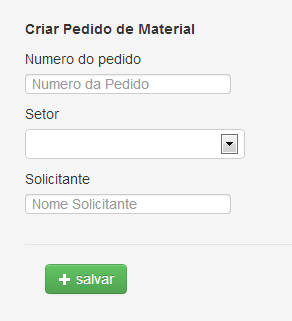 Criar Pedido de Material
Numero do pedido
Numero da Pedido
Setor
Solicitante
Nome Solicitante
salvar